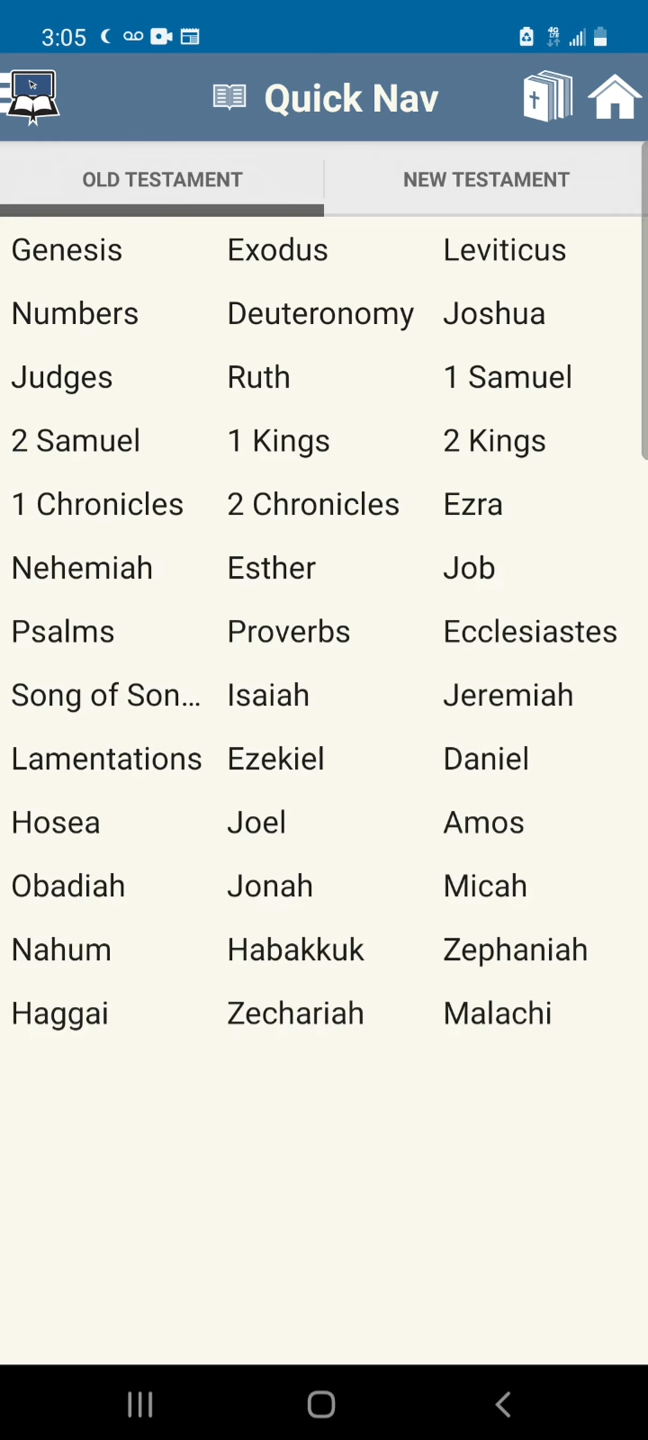 3:05
Quick Nav
OLD TESTAMENT NEW TESTAMENT
Genesis Exodus Leviticus
Numbers Deuteronomy Joshua
Judges Ruth 1 Samuel
2 Samuel 1 Kings 2 Kings
1 Chronicles 2 Chronicles Ezra
Nehemiah Esther Job
Psalms Proverbs Ecclesiastes
Song of Son... Isaiah Jeremiah
Lamentations Ezekiel Daniel
Hosea Joel Amos
Obadiah Jonah Micah
Nahum Habakkuk Zephaniah
Haggai Zechariah Malachi